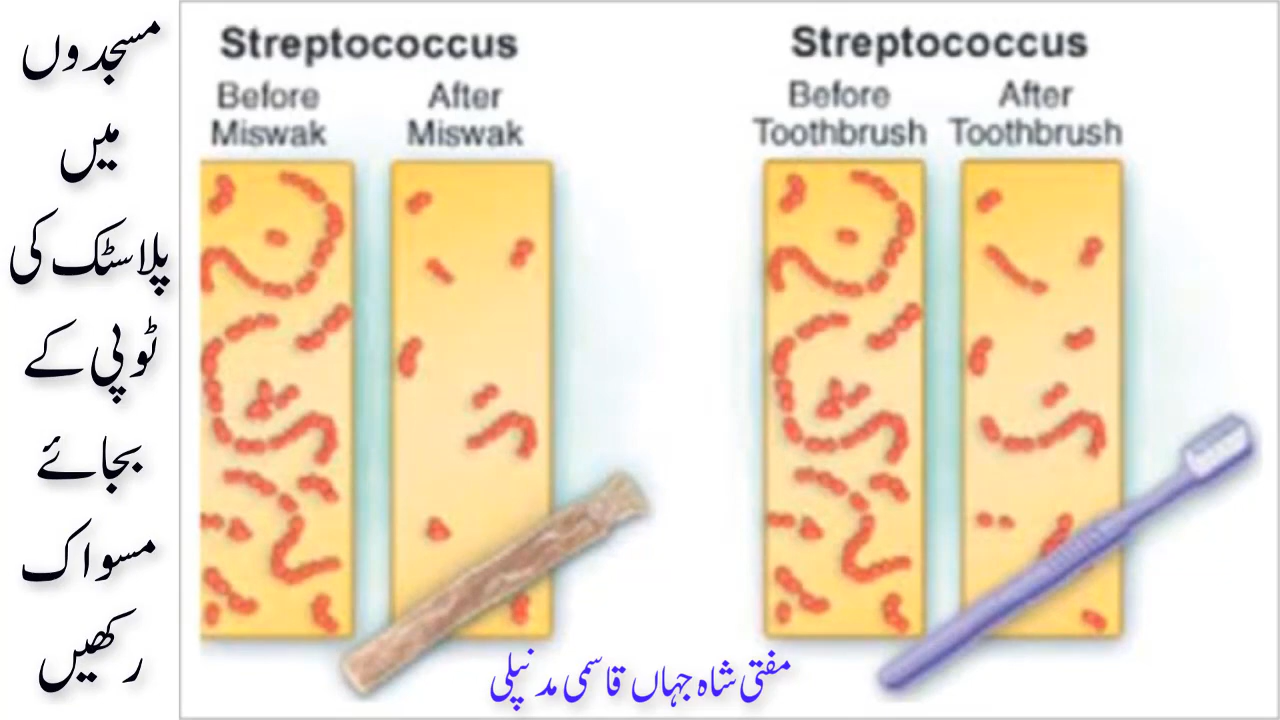 مسجدوں
میں
پلاسٹک کی
ٹوپی کے
بجائے
مسواک
رکھیں
Streptococcus
Before
Miswak
After
Miswak
Streptococcus
Before
Toothbrush
After
Toothbrush
مفتی شاہ جہاں قاسمی مدنپلی